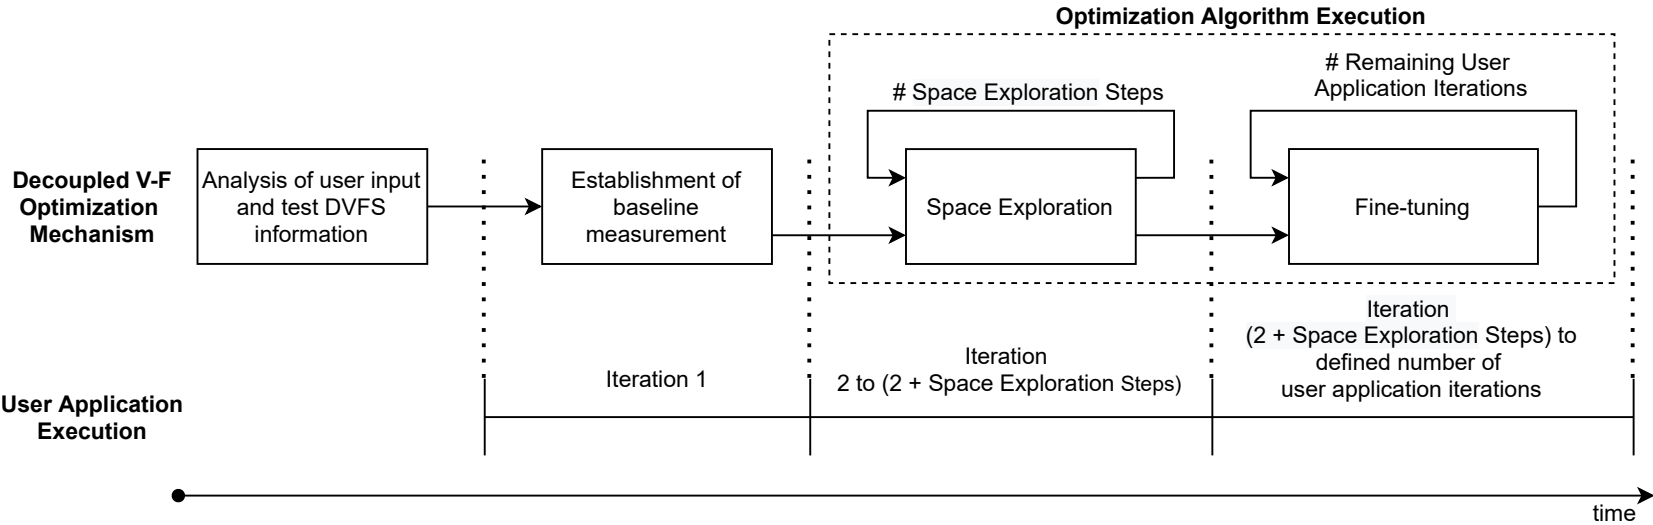 Optimization Algorithm Execution
# Space Exploration Steps
# Remaining User
Application Iterations
Decoupled V-F
Optimization
Mechanism
Analysis of user input
and test DVFS
information
Establishment of
baseline
measurement
Space Exploration
Fine-tuning
User Application
Execution
Iteration 1
Iteration
2 to (2 + Space Exploration Steps)
Iteration
(2 + Space Exploration Steps) to
defined number of
user application iterations
time